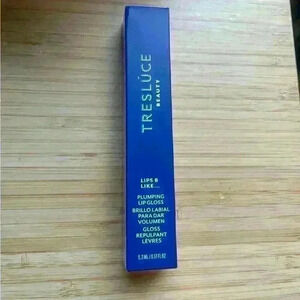 TRESLÚCE
BEAUTY
LIPS B
LIKE...
PLUMPING
LIP GLOSS
BRILLO LABIAL
PARA DAR
VOLUMEN
GLOSS
REPULPANT
LÈVRES